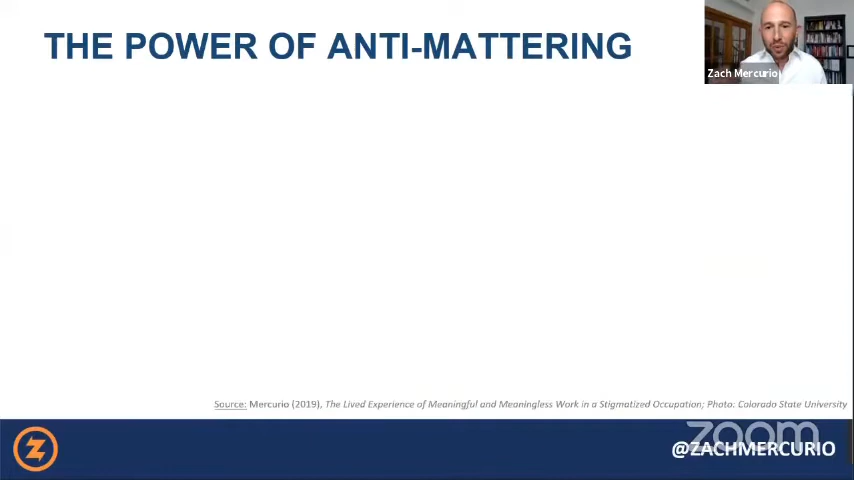 THE POWER OF ANTI-MATTERING
Zach Mercurio
Source: Mercurio (2019), The Lived Experience of Meaningful and Meaningless Work in a Stigmatized Occupation; Photo: Colorado State University
zoom
@ZACHMERCURIO